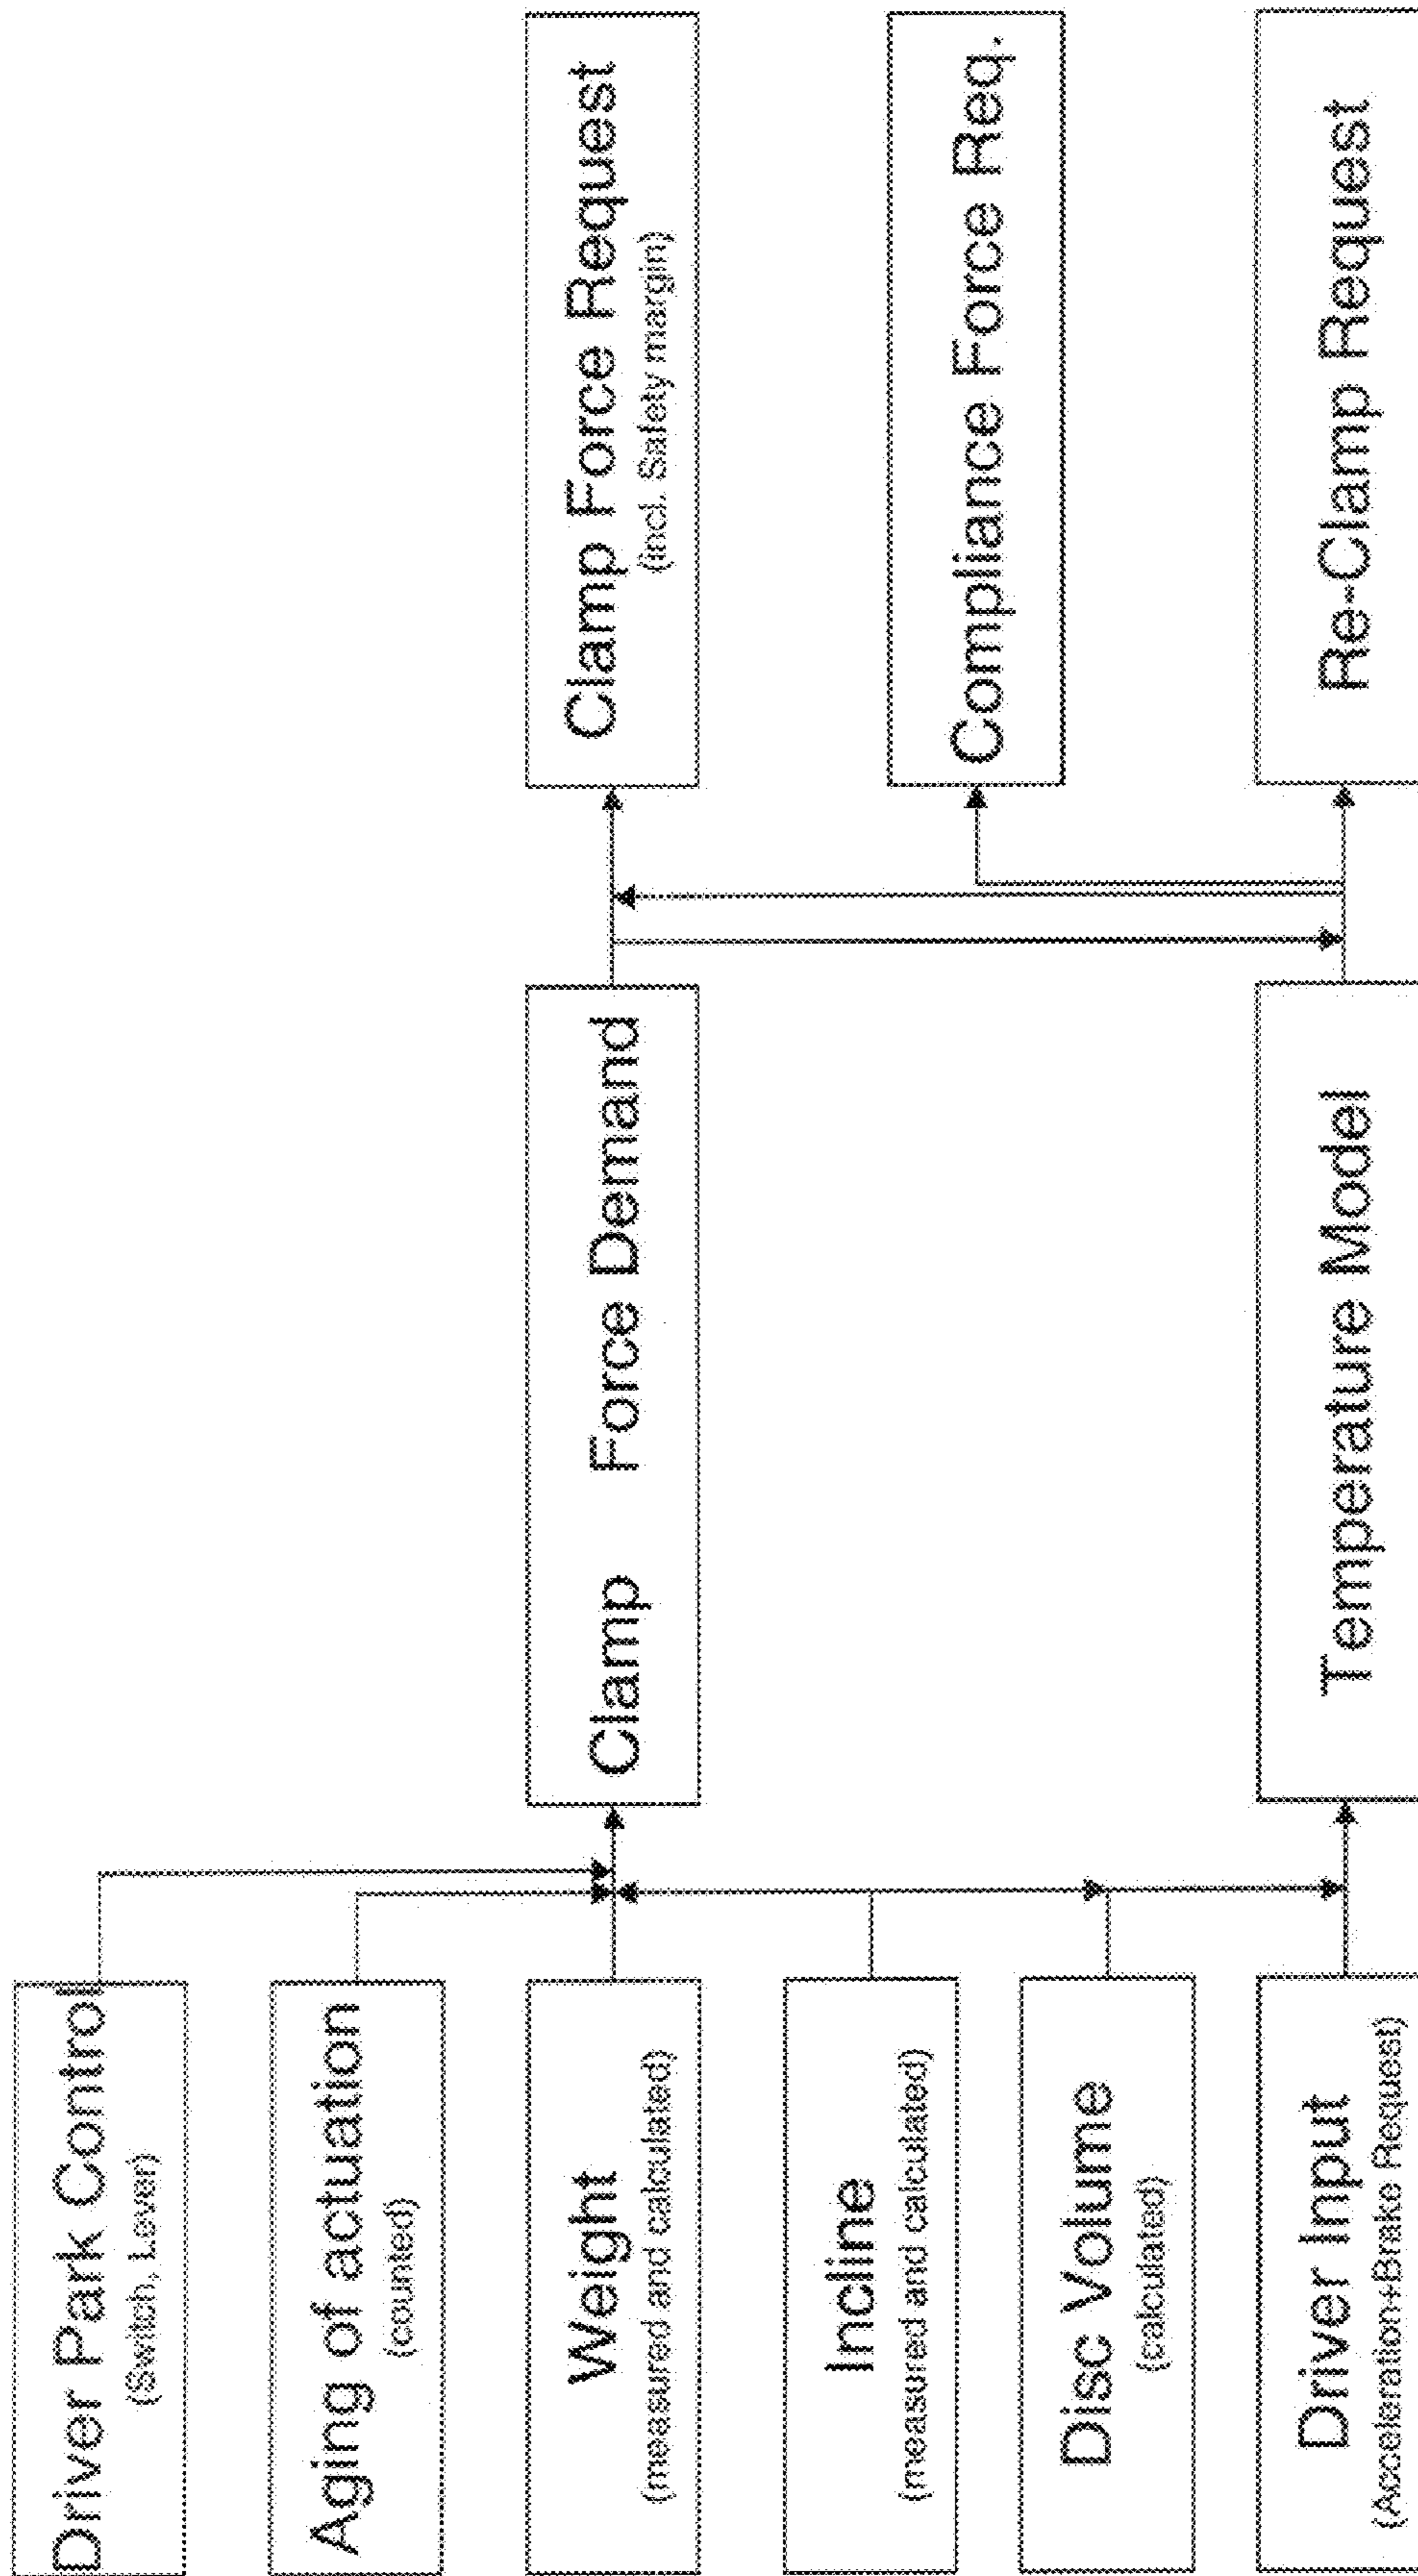 Driver Park Control
(Switch, Lever)
Aging of actuation
(counted)
Weight
(measured and calculated)
Incline
(measured and calculated)
Disc Volume
(calculated)
Driver Input
(Acceleration+Brake Request)
Clamp Force Demand
Temperature Model
Clamp Force Request
(incl. Safety margin)
Compliance Force Req.
Re-Clamp Request